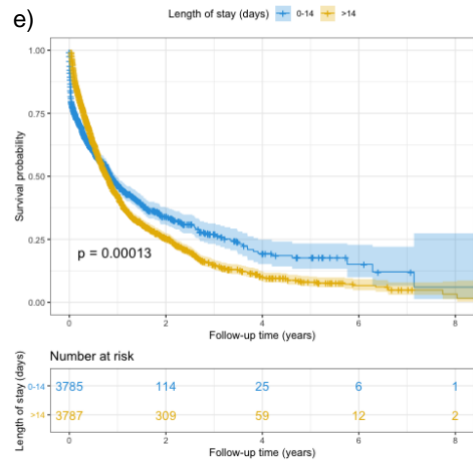 e)
Length of stay (days) 0-14 >14
1.00
0.75
0.50
0.25
0.00
Survival probability
p = 0.00013
0 2 4 6 8
Follow-up time (years)
Number at risk
Length of stay (days)
0-14 3785 114 25 6 1
>14 3787 309 59 12 2
0 2 4 6 8
Follow-up time (years)